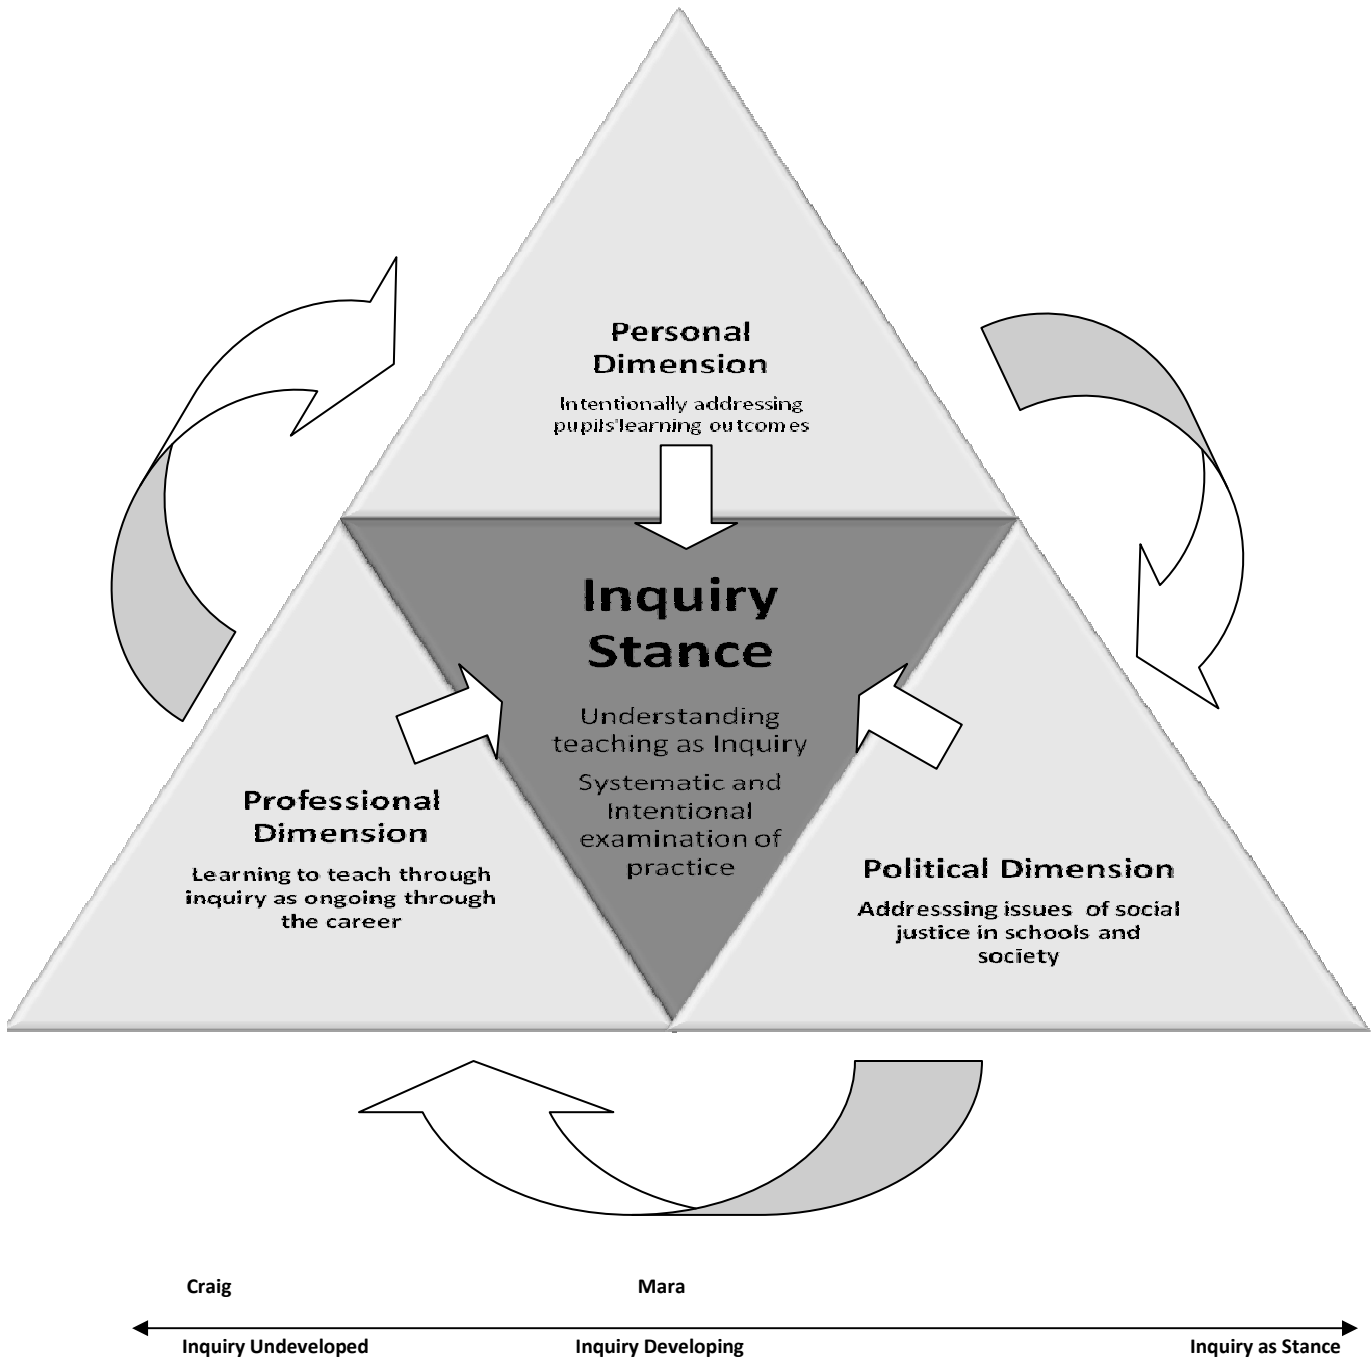 Personal
Dimension
Intentionally addressing
pupils'learning outcomes
Inquiry
Stance
Understanding
teaching as Inquiry
Systematic and
Intentional
examination of
practice
Professional
Dimension
Learning to teach through
inquiry as ongoing through
the career
Political Dimension
Addresssing issues of social
justice in schools and
society
Craig Mara
Inquiry Undeveloped Inquiry Developing Inquiry as Stance